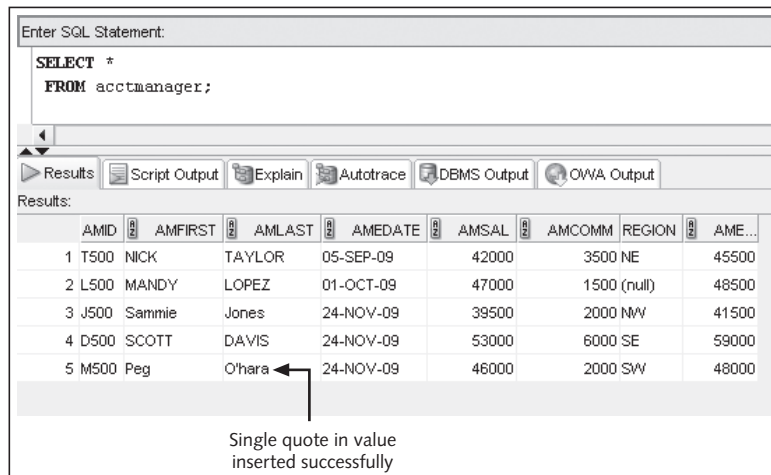 Enter SQL Statement:
SELECT *
FROM acctmanager;
Results Script Output Explain Autotrace DBMS Output OWA Output
Results:
AMID AMFIRST AMLAST AMEDATE AMSAL AMCOMM REGION AME...
1 T500 NICK TAYLOR 05-SEP-09 42000 3500 NE 45500
2 L500 MANDY LOPEZ 01-OCT-09 47000 1500 (null) 48500
3 J500 Sammie Jones 24-NOV-09 39500 2000 NW 41500
4 D500 SCOTT DAVIS 24-NOV-09 53000 6000 SE 59000
5 M500 Peg O'hara 24-NOV-09 46000 2000 SW 48000
Single quote in value
inserted successfully